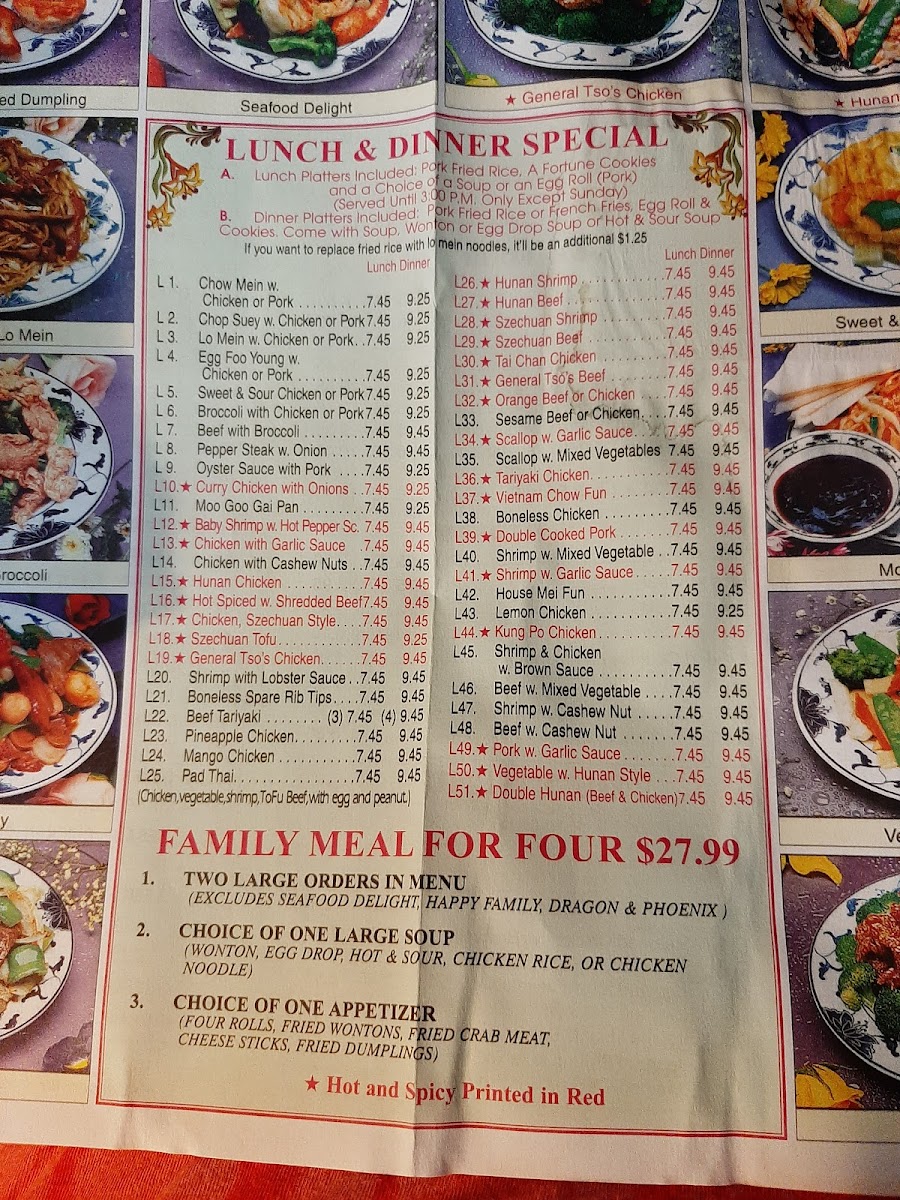 ed Dumpling
Seafood Delight
★ General Tso's Chicken
★ Hunan
LUNCH & DINNER SPECIAL
A. Lunch Platters Included: Pork Fried Rice, A Fortune Cookies
and a Choice of a Soup or an Egg Roll (Pork)
(Served Until 3:00 P.M. Only Except Sunday)
B. Dinner Platters Included: Pork Fried Rice or French Fries, Egg Roll &
Cookies. Come with Soup, Wonton or Egg Drop Soup or Hot & Sour Soup
If you want to replace fried rice with lo mein noodles, it'll be an additional $1.25
Lunch Dinner
L 1. Chow Mein w.
Chicken or Pork ..........7.45 9.25
L 2. Chop Suey w. Chicken or Pork 7.45 9.25
L 3. Lo Mein w. Chicken or Pork..7.45 9.25
L 4. Egg Foo Young w.
Chicken or Pork ..........7.45 9.25
L 5. Sweet & Sour Chicken or Pork 7.45 9.25
L 6. Broccoli with Chicken or Pork 7.45 9.25
L 7. Beef with Broccoli .........7.45 9.45
L 8. Pepper Steak w. Onion .....7.45 9.45
L 9. Oyster Sauce with Pork ....7.45 9.25
L10.★ Curry Chicken with Onions ..7.45 9.25
L11. Moo Goo Gai Pan .........7.45 9.25
L12.★ Baby Shrimp w. Hot Pepper Sc. 7.45 9.45
L13.★ Chicken with Garlic Sauce .7.45 9.45
L14. Chicken with Cashew Nuts ..7.45 9.45
L15.★ Hunan Chicken ............7.45 9.45
L16.★ Hot Spiced w. Shredded Beef 7.45 9.45
L17.★ Chicken, Szechuan Style....7.45 9.45
L18.★ Szechuan Tofu.............7.45 9.25
L19.★ General Tso's Chicken......7.45 9.45
L20. Shrimp with Lobster Sauce ..7.45 9.45
L21. Boneless Spare Rib Tips....7.45 9.45
L22. Beef Tariyaki ........ (3) 7.45 (4) 9.45
L23. Pineapple Chicken.........7.45 9.45
L24. Mango Chicken ...........7.45 9.45
L25. Pad Thai.................7.45 9.45
(Chicken,vegetable,shrimp,ToFu Beef,with egg and peanut.)
Lunch Dinner
L26.★ Hunan Shrimp ............7.45 9.45
L27.★ Hunan Beef ..............7.45 9.45
L28.★ Szechuan Shrimp .........7.45 9.45
L29.★ Szechuan Beef ...........7.45 9.45
L30.★ Tai Chan Chicken .........7.45 9.45
L31.★ General Tso's Beef ........7.45 9.45
L32.★ Orange Beef or Chicken ....7.45 9.45
L33. Sesame Beef or Chicken....7.45 9.45
L34.★ Scallop w. Garlic Sauce.....7.45 9.45
L35. Scallop w. Mixed Vegetables 7.45 9.45
L36.★ Tariyaki Chicken...........7.45 9.45
L37.★ Vietnam Chow Fun ........7.45 9.45
L38. Boneless Chicken .........7.45 9.45
L39.★ Double Cooked Pork .......7.45 9.45
L40. Shrimp w. Mixed Vegetable ..7.45 9.45
L41.★ Shrimp w. Garlic Sauce.....7.45 9.45
L42. House Mei Fun ...........7.45 9.45
L43. Lemon Chicken ...........7.45 9.25
L44.★ Kung Po Chicken..........7.45 9.45
L45. Shrimp & Chicken
w. Brown Sauce ..........7.45 9.45
L46. Beef w. Mixed Vegetable ....7.45 9.45
L47. Shrimp w. Cashew Nut .....7.45 9.45
L48. Beef w. Cashew Nut .......7.45 9.45
L49.★ Pork w. Garlic Sauce .......7.45 9.45
L50.★ Vegetable w. Hunan Style ...7.45 9.45
L51.★ Double Hunan (Beef & Chicken)7.45 9.45
FAMILY MEAL FOR FOUR $27.99
1. TWO LARGE ORDERS IN MENU
(EXCLUDES SEAFOOD DELIGHT, HAPPY FAMILY, DRAGON & PHOENIX )
2. CHOICE OF ONE LARGE SOUP
(WONTON, EGG DROP, HOT & SOUR, CHICKEN RICE, OR CHICKEN
NOODLE)
3. CHOICE OF ONE APPETIZER
(FOUR ROLLS, FRIED WONTONS, FRIED CRAB MEAT,
CHEESE STICKS, FRIED DUMPLINGS)
★ Hot and Spicy Printed in Red
Lo Mein
roccoli
y
Sweet &
Mo
Ve